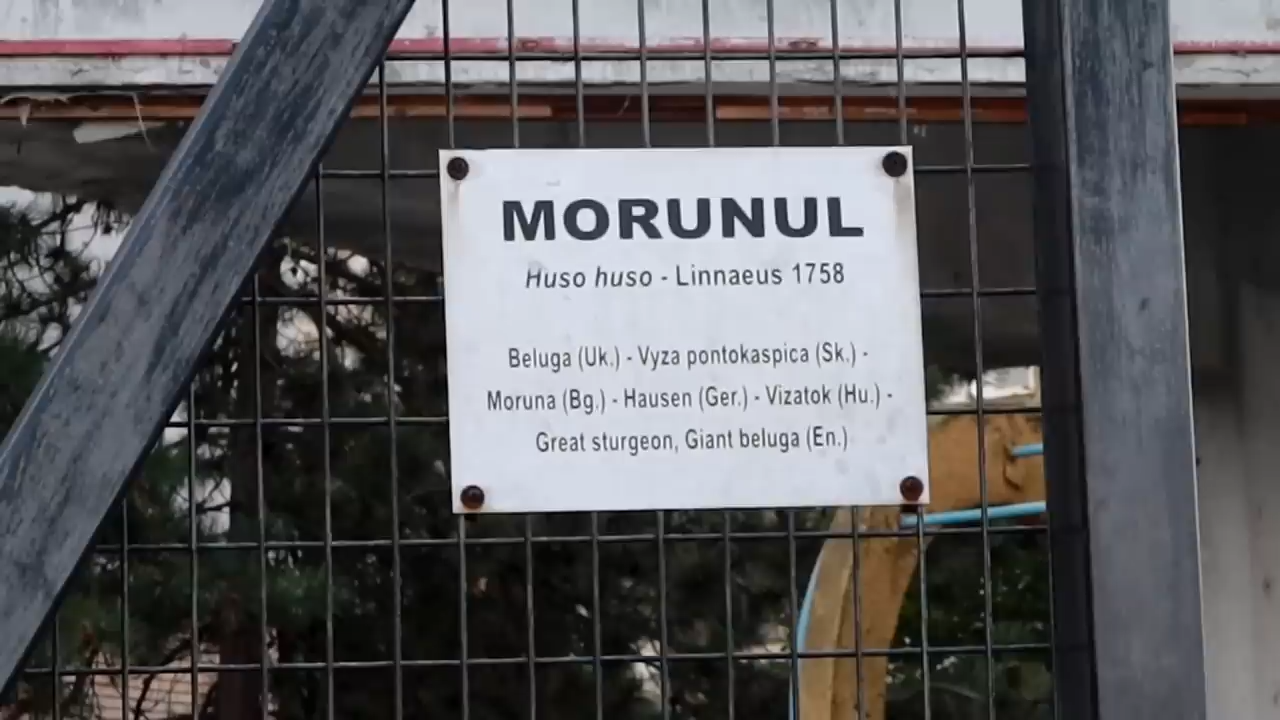 MORUNUL
Huso huso - Linnaeus 1758
Beluga (Uk.) - Vyza pontokaspica (Sk.) -
Moruna (Bg.) - Hausen (Ger.) - Vizatok (Hu.) -
Great sturgeon, Giant beluga (En.)